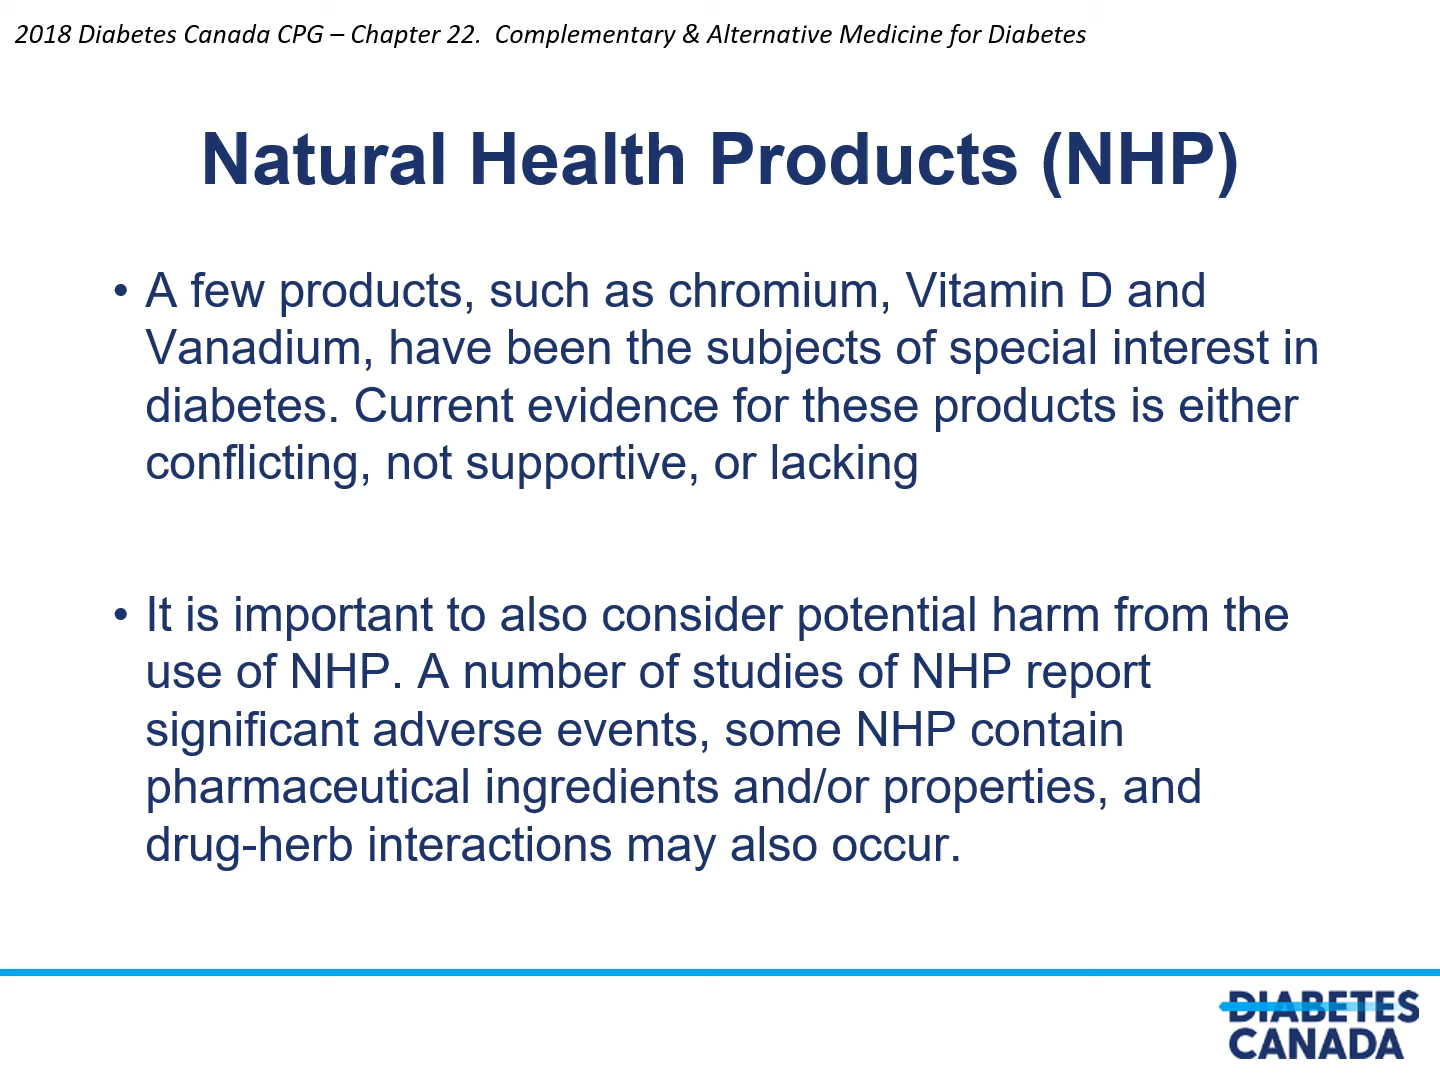 2018 Diabetes Canada CPG – Chapter 22.  Complementary & Alternative Medicine for Diabetes
Natural Health Products (NHP)
• A few products, such as chromium, Vitamin D and
Vanadium, have been the subjects of special interest in
diabetes. Current evidence for these products is either
conflicting, not supportive, or lacking
• It is important to also consider potential harm from the
use of NHP. A number of studies of NHP report
significant adverse events, some NHP contain
pharmaceutical ingredients and/or properties, and
drug-herb interactions may also occur.
DIABETES
CANADA